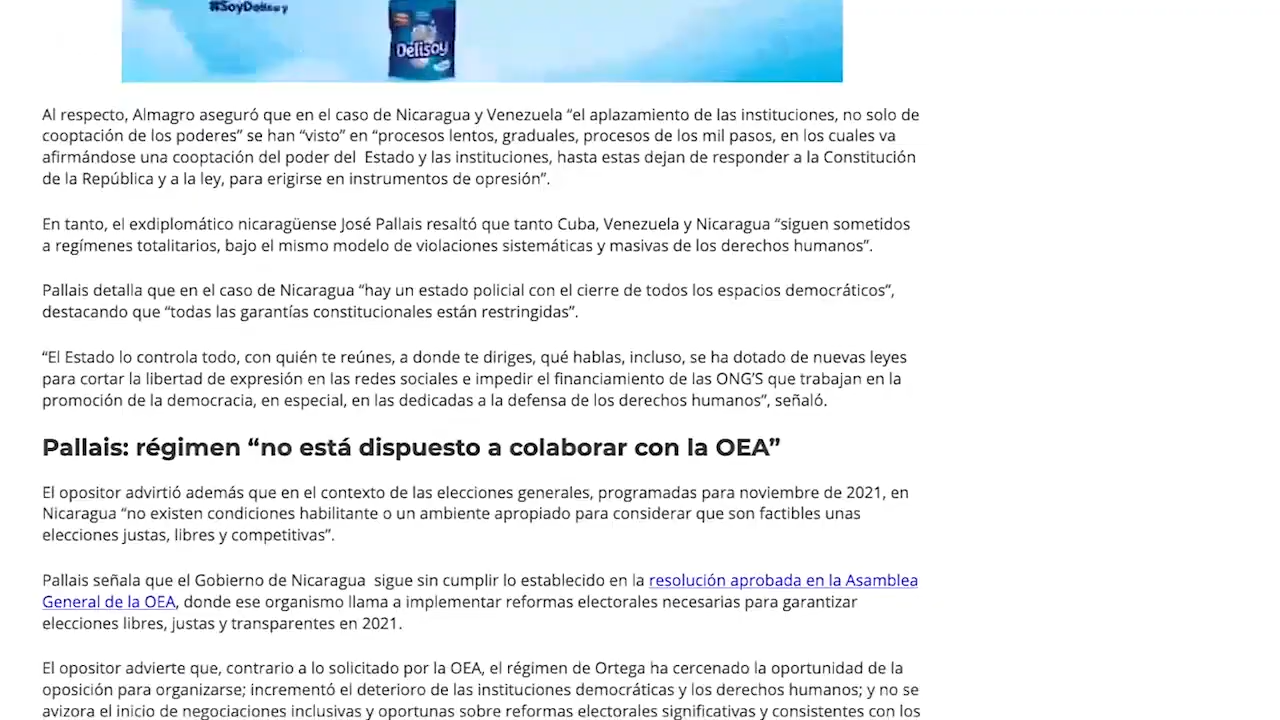 #SoyDelisoy
Delisoy
Al respecto, Almagro aseguró que en el caso de Nicaragua y Venezuela “el aplazamiento de las instituciones, no solo de
cooptación de los poderes” se han “visto” en “procesos lentos, graduales, procesos de los mil pasos, en los cuales va
afirmándose una cooptación del poder del  Estado y las instituciones, hasta estas dejan de responder a la Constitución
de la República y a la ley, para erigirse en instrumentos de opresión”.
En tanto, el exdiplomático nicaragüense José Pallais resaltó que tanto Cuba, Venezuela y Nicaragua “siguen sometidos
a regímenes totalitarios, bajo el mismo modelo de violaciones sistemáticas y masivas de los derechos humanos”.
Pallais detalla que en el caso de Nicaragua “hay un estado policial con el cierre de todos los espacios democráticos”,
destacando que “todas las garantías constitucionales están restringidas”.
“El Estado lo controla todo, con quién te reúnes, a donde te diriges, qué hablas, incluso, se ha dotado de nuevas leyes
para cortar la libertad de expresión en las redes sociales e impedir el financiamiento de las ONG’S que trabajan en la
promoción de la democracia, en especial, en las dedicadas a la defensa de los derechos humanos”, señaló.
Pallais: régimen “no está dispuesto a colaborar con la OEA”
El opositor advirtió además que en el contexto de las elecciones generales, programadas para noviembre de 2021, en
Nicaragua “no existen condiciones habilitante o un ambiente apropiado para considerar que son factibles unas
elecciones justas, libres y competitivas”.
Pallais señala que el Gobierno de Nicaragua  sigue sin cumplir lo establecido en la resolución aprobada en la Asamblea
General de la OEA, donde ese organismo llama a implementar reformas electorales necesarias para garantizar
elecciones libres, justas y transparentes en 2021.
El opositor advierte que, contrario a lo solicitado por la OEA, el régimen de Ortega ha cercenado la oportunidad de la
oposición para organizarse; incrementó el deterioro de las instituciones democráticas y los derechos humanos; y no se
avizora el inicio de negociaciones inclusivas y oportunas sobre reformas electorales significativas y consistentes con los